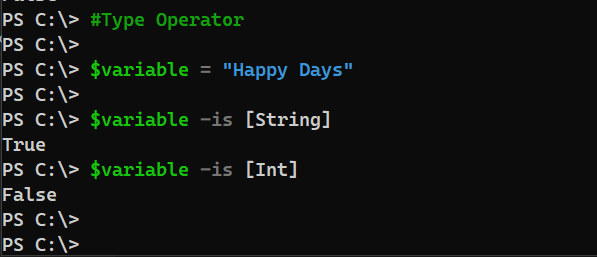 PS C:\> #Type Operator
PS C:\>
PS C:\> $variable = "Happy Days"
PS C:\>
PS C:\> $variable -is [String]
True
PS C:\> $variable -is [Int]
False
PS C:\>
PS C:\>